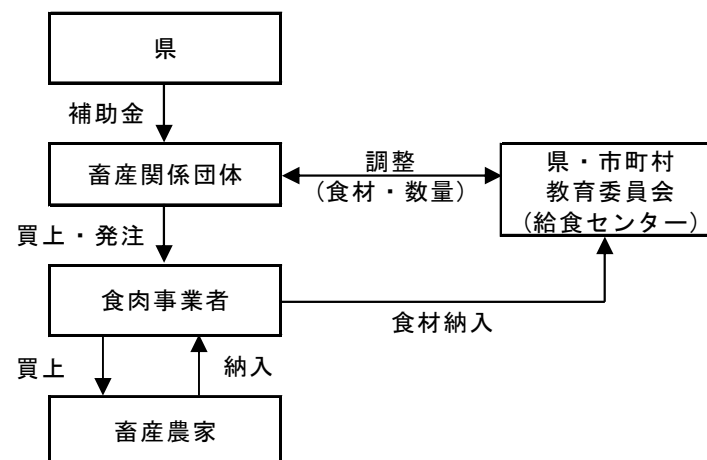 県
補助金
畜産関係団体
調整
(食材・数量)
県・市町村
教育委員会
(給食センター)
買上・発注
食肉事業者
食材納入
買上
納入
畜産農家